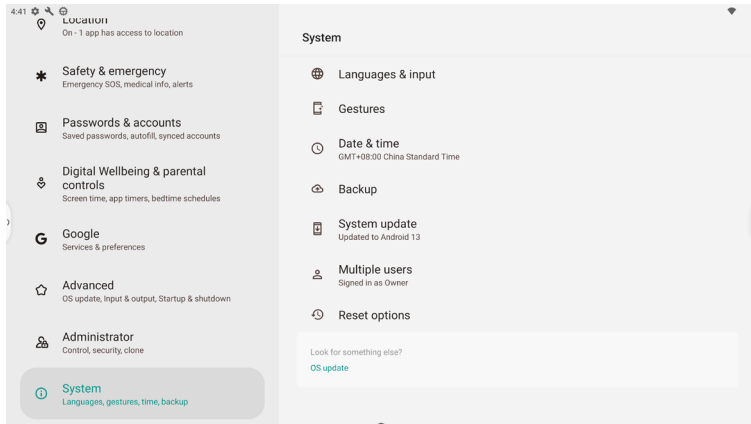 4:41
Location
On - 1 app has access to location
Safety & emergency
Emergency SOS, medical info, alerts
Passwords & accounts
Saved passwords, autofill, synced accounts
Digital Wellbeing & parental
controls
Screen time, app timers, bedtime schedules
Google
Services & preferences
Advanced
OS update, Input & output, Startup & shutdown
Administrator
Control, security, clone
System
Languages, gestures, time, backup
System
Languages & input
Gestures
Date & time
GMT+08:00 China Standard Time
Backup
System update
Updated to Android 13
Multiple users
Signed in as Owner
Reset options
Look for something else?
OS update